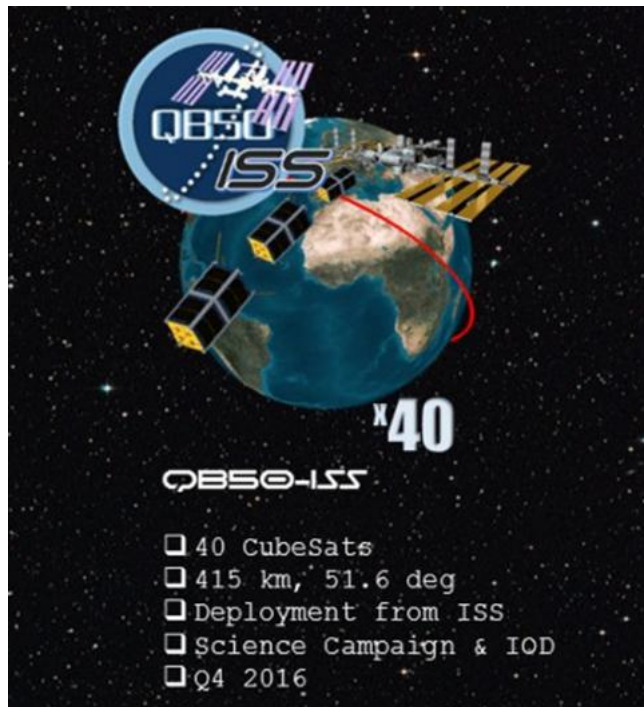 QB50
ISS
x40
QB50-ISS
❑ 40 CubeSats
❑ 415 km, 51.6 deg
❑ Deployment from ISS
❑ Science Campaign & IOD
❑ Q4 2016